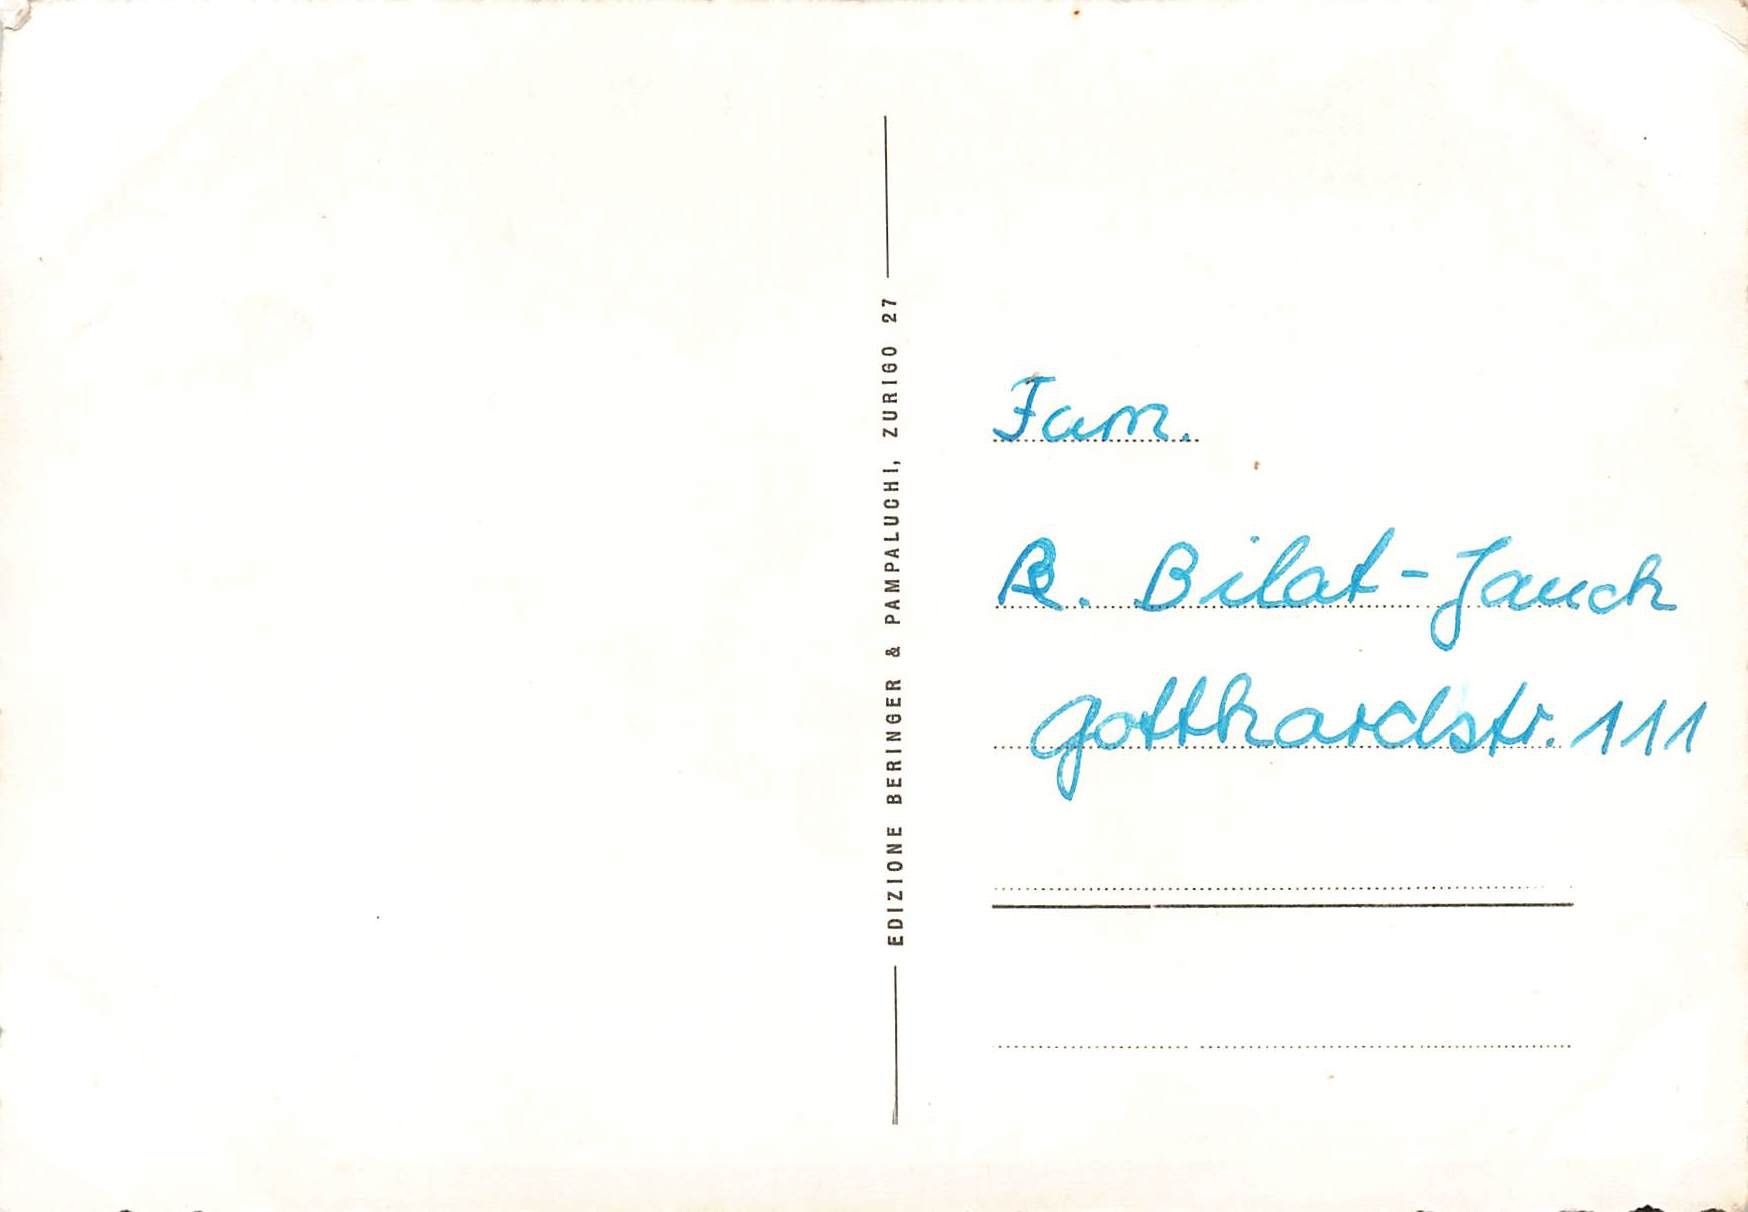 EDIZIONE BERINGER & PAMPALUCHI, ZURIGO 27
Fam.
R. Bilat-Jauch
Gotthardstr. 111